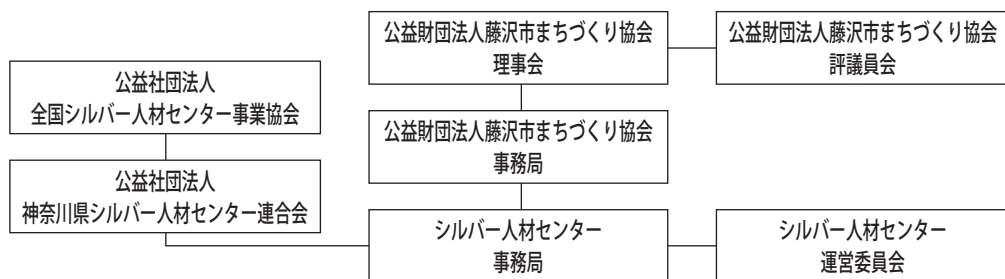 公益財団法人藤沢市まちづくり協会
理事会
公益財団法人藤沢市まちづくり協会
評議員会
公益社団法人
全国シルバー人材センター事業協会
公益財団法人藤沢市まちづくり協会
事務局
公益社団法人
神奈川県シルバー人材センター連合会
シルバー人材センター
事務局
シルバー人材センター
運営委員会